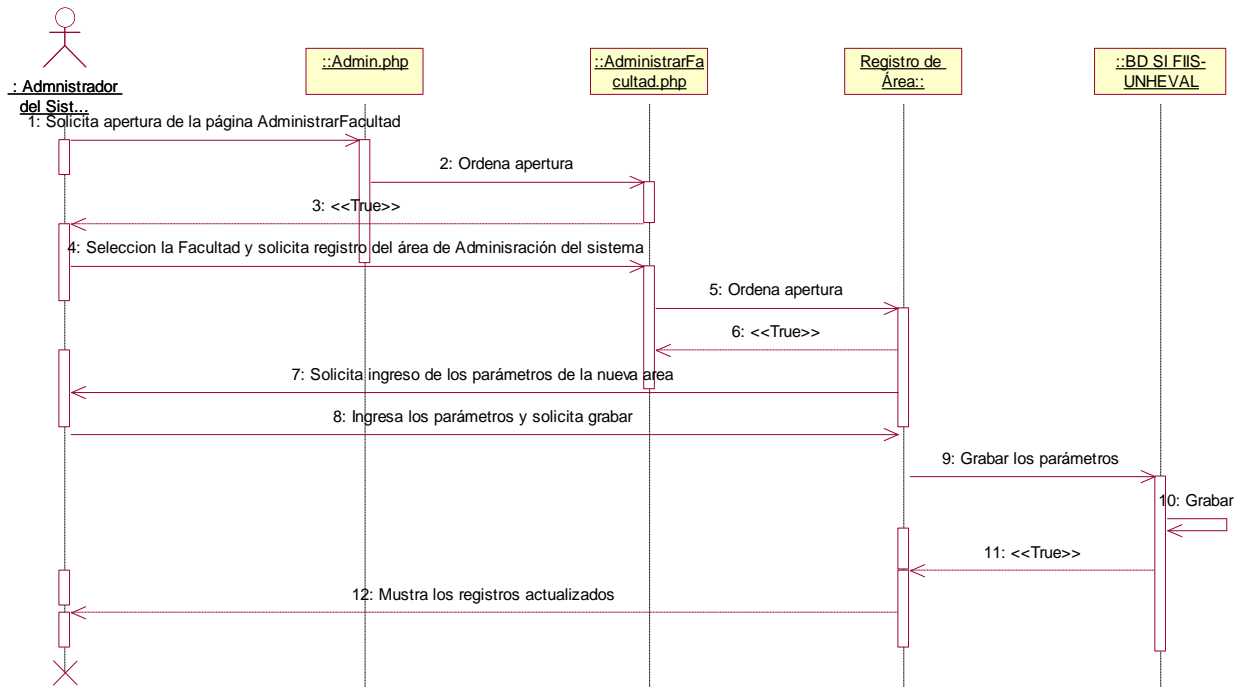 : Admnistrador
del Sist...
::Admin.php
::AdministrarFa
cultad.php
Registro de
Área::
::BD SI FIIS-
UNHEVAL
1: Solicita apertura de la página AdministrarFacultad
2: Ordena apertura
3: <<True>>
4: Seleccion la Facultad y solicita registro del área de Adminisración del sistema
5: Ordena apertura
6: <<True>>
7: Solicita ingreso de los parámetros de la nueva area
8: Ingresa los parámetros y solicita grabar
9: Grabar los parámetros
10: Grabar
11: <<True>>
12: Mustra los registros actualizados